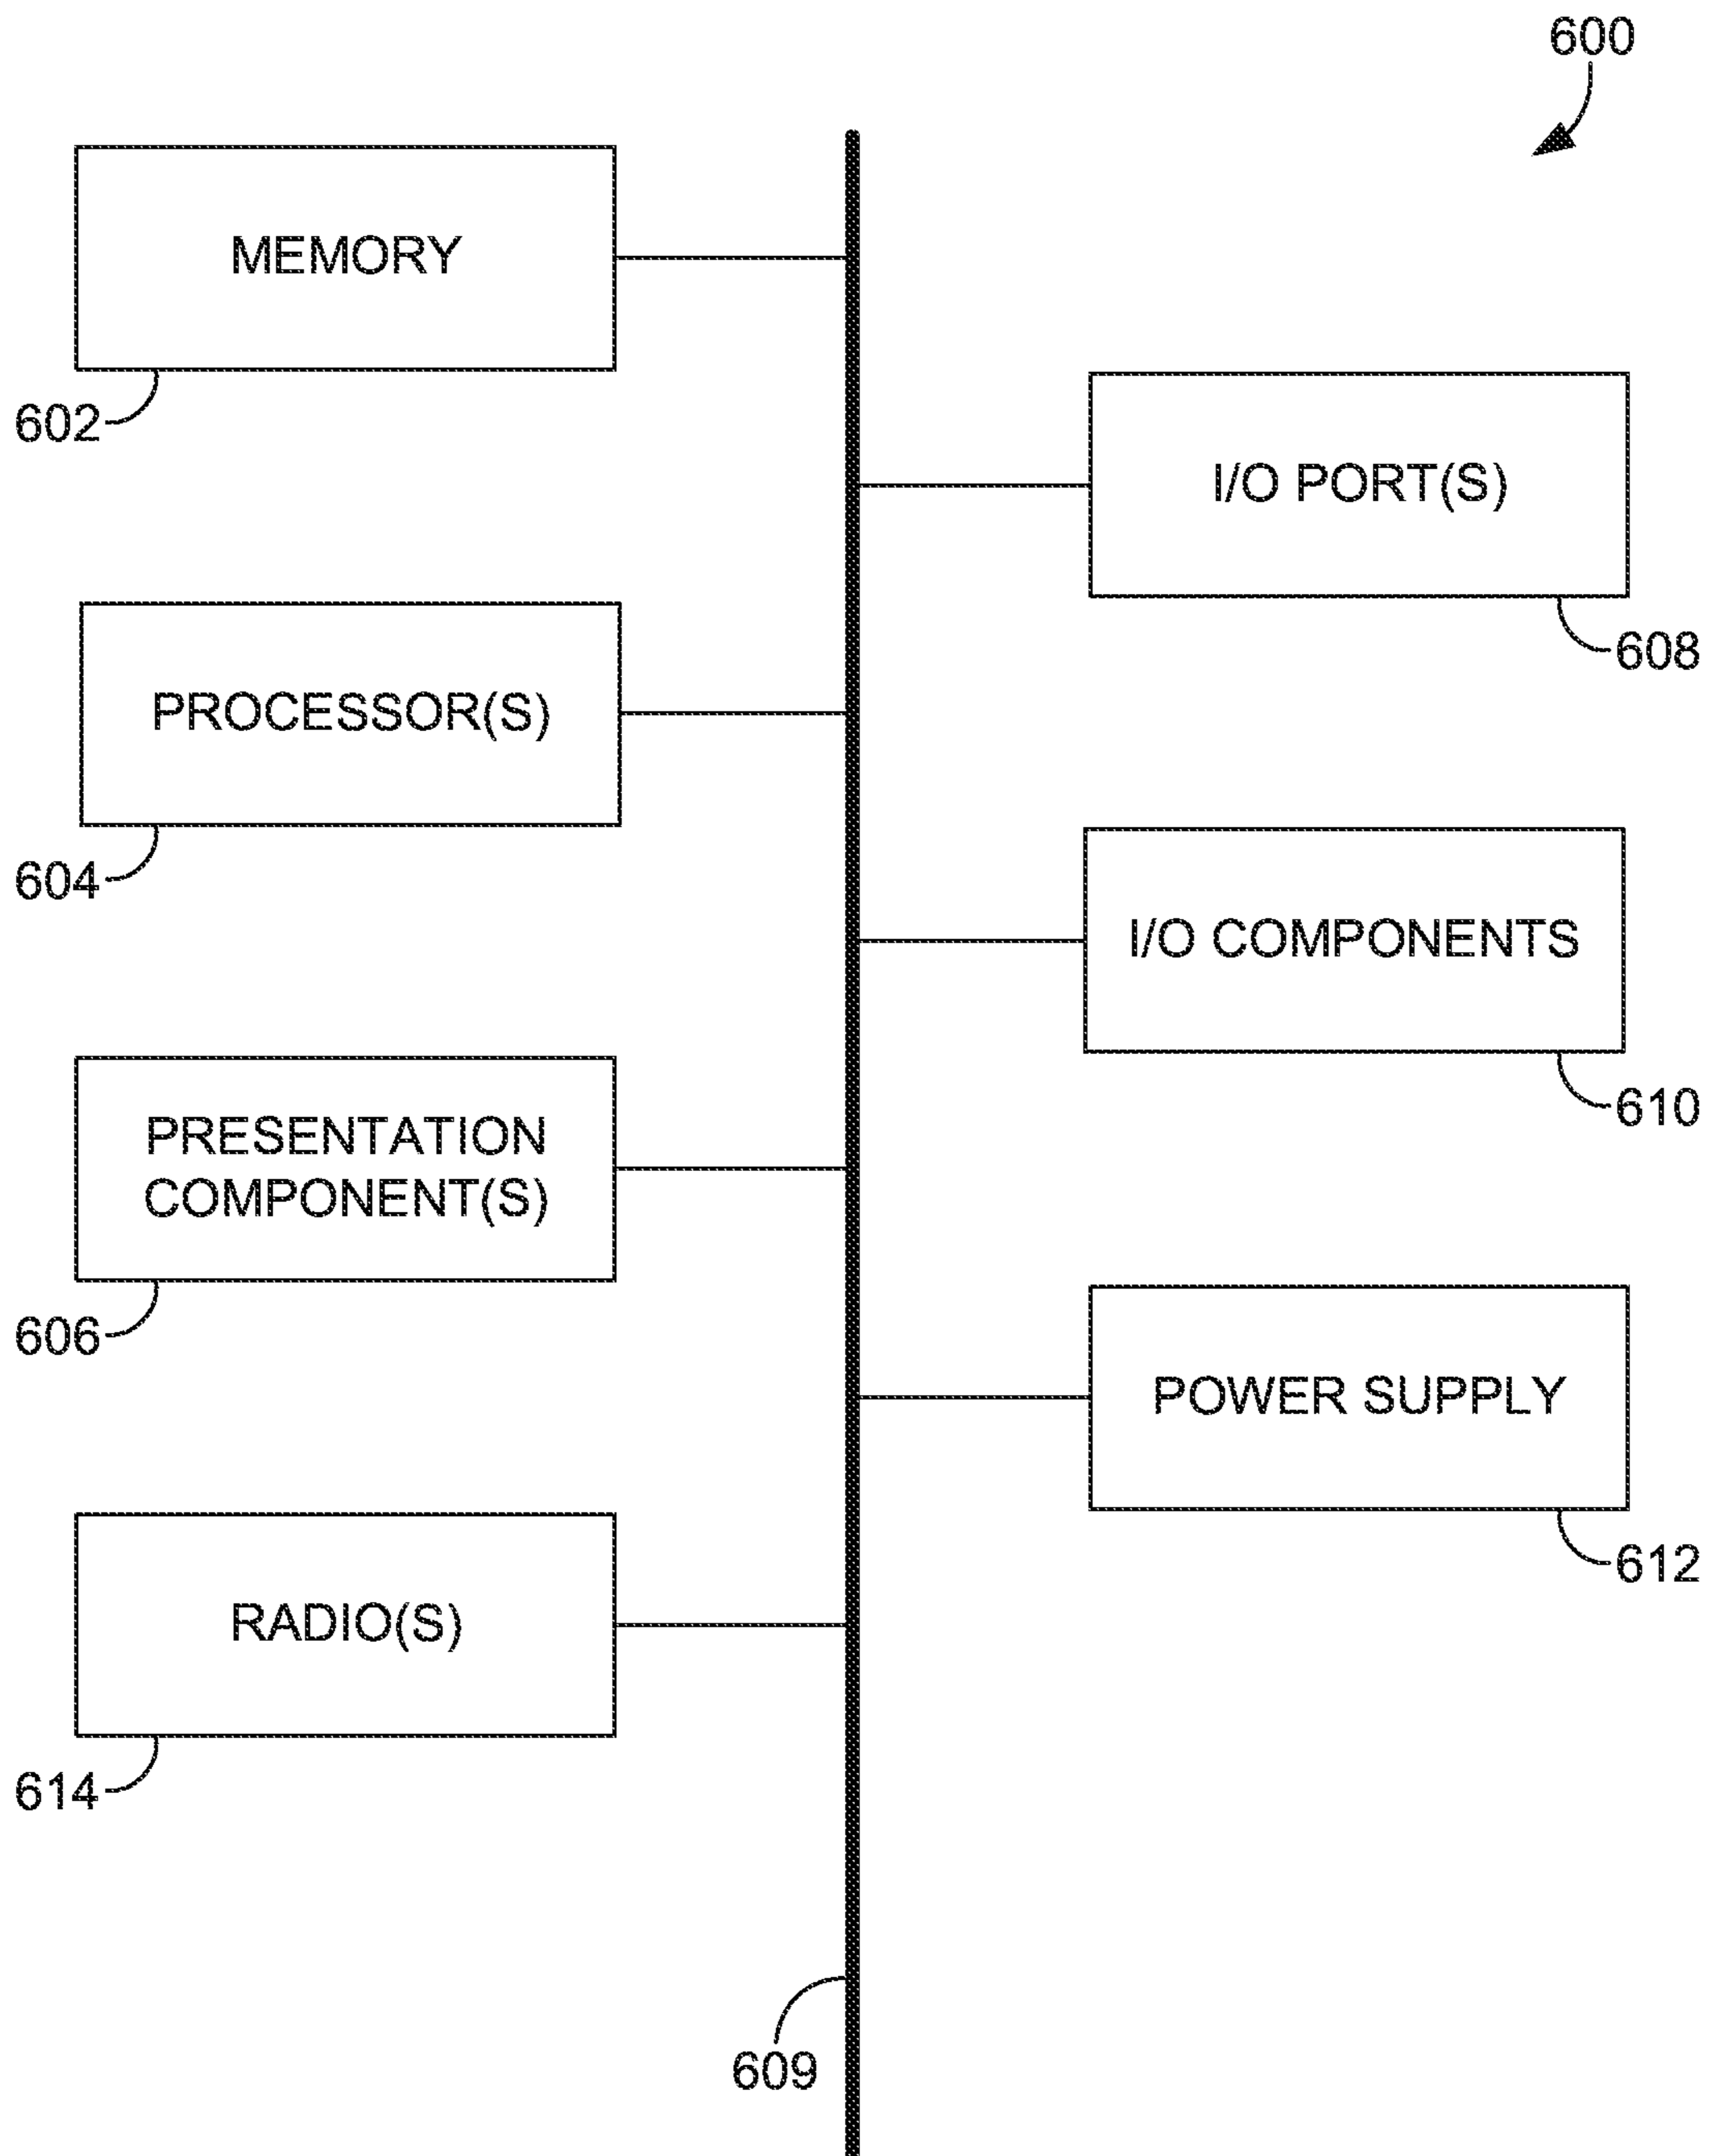 600
MEMORY
602
I/O PORT(S)
608
PROCESSOR(S)
604
I/O COMPONENTS
610
PRESENTATION
COMPONENT(S)
606
POWER SUPPLY
612
RADIO(S)
614
609